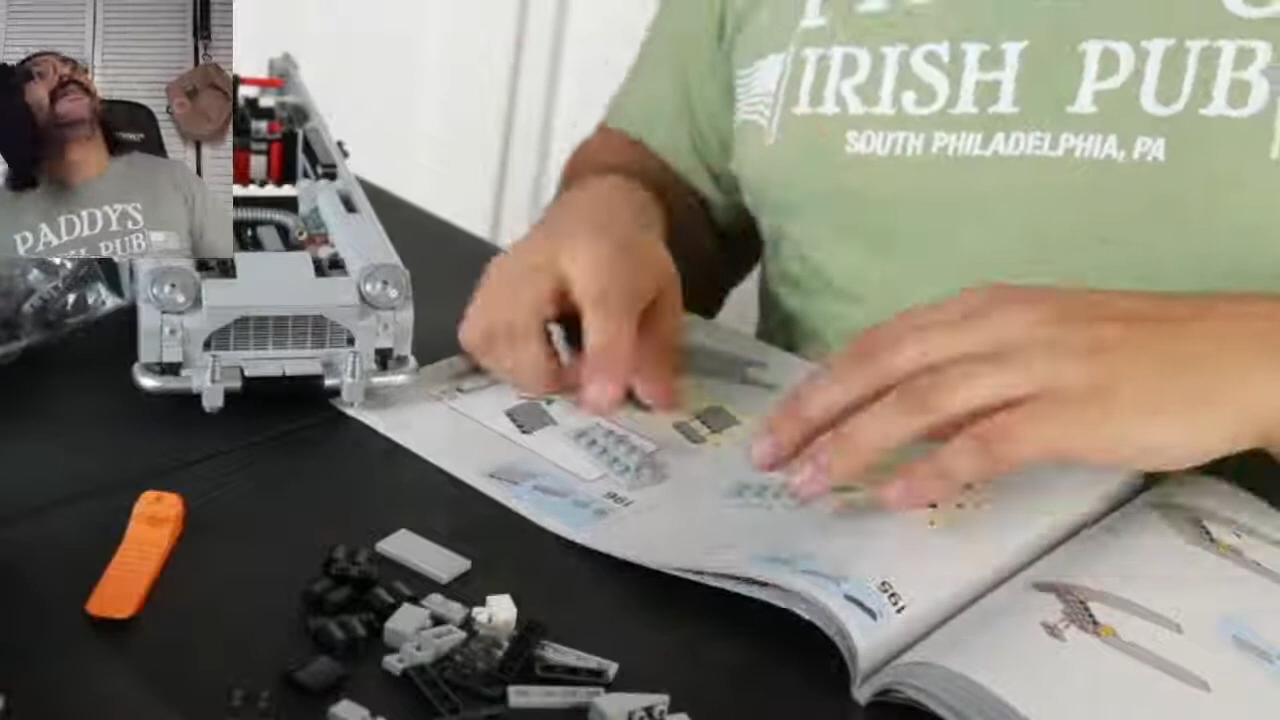 PADDY'S
PUB
IRISH PUB
SOUTH PHILADELPHIA, PA
196
195